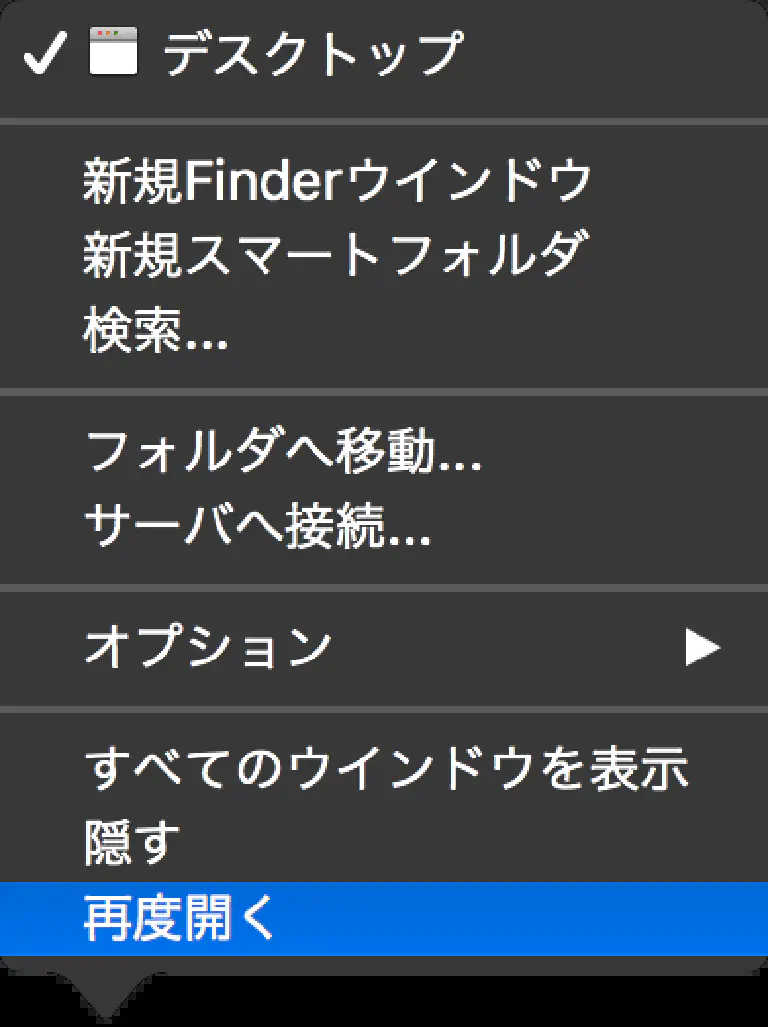 デスクトップ
新規Finderウインドウ
新規スマートフォルダ
検索...
フォルダへ移動...
サーバへ接続...
オプション
すべてのウインドウを表示
隠す
再度開く